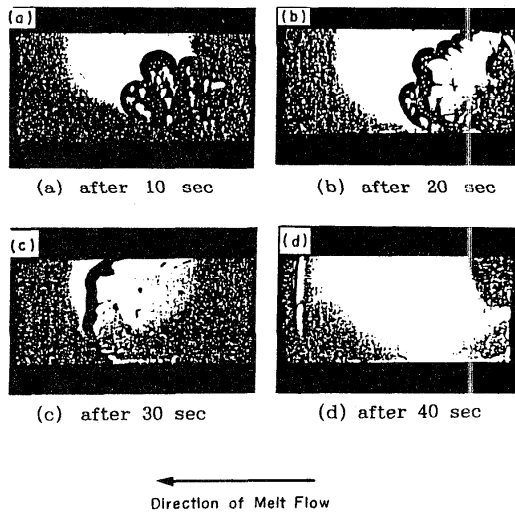 (a)
(b)
(a) after 10 sec
(b) after 20 sec
(c)
(d)
(c) after 30 sec
(d) after 40 sec
Direction of Melt Flow